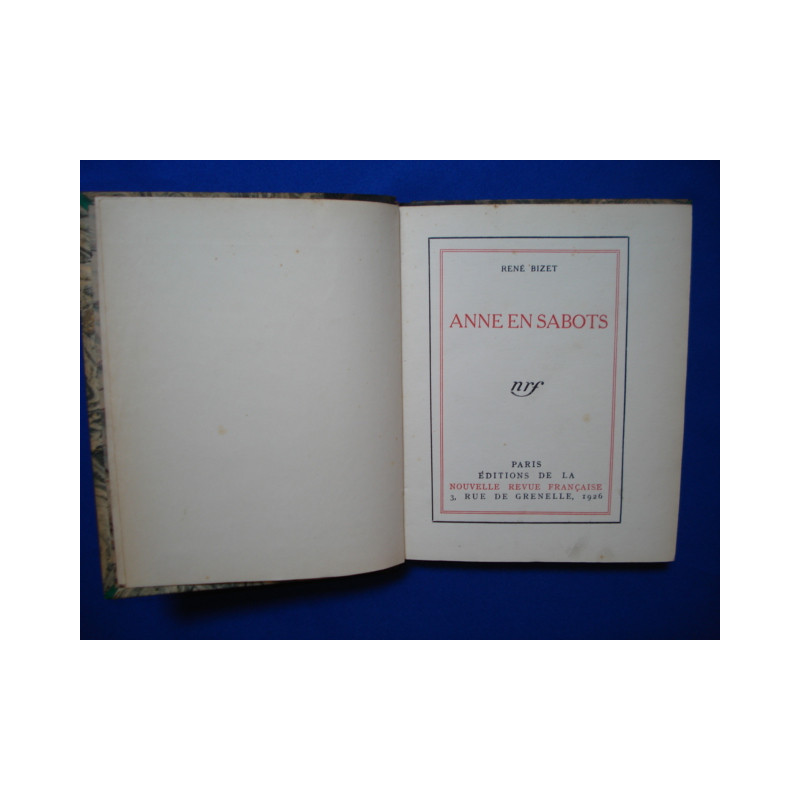 RENÉ BIZET
ANNE EN SABOTS
nrf
PARIS
ÉDITIONS DE LA
NOUVELLE REVUE FRANÇAISE
3, RUE DE GRENELLE, 1926